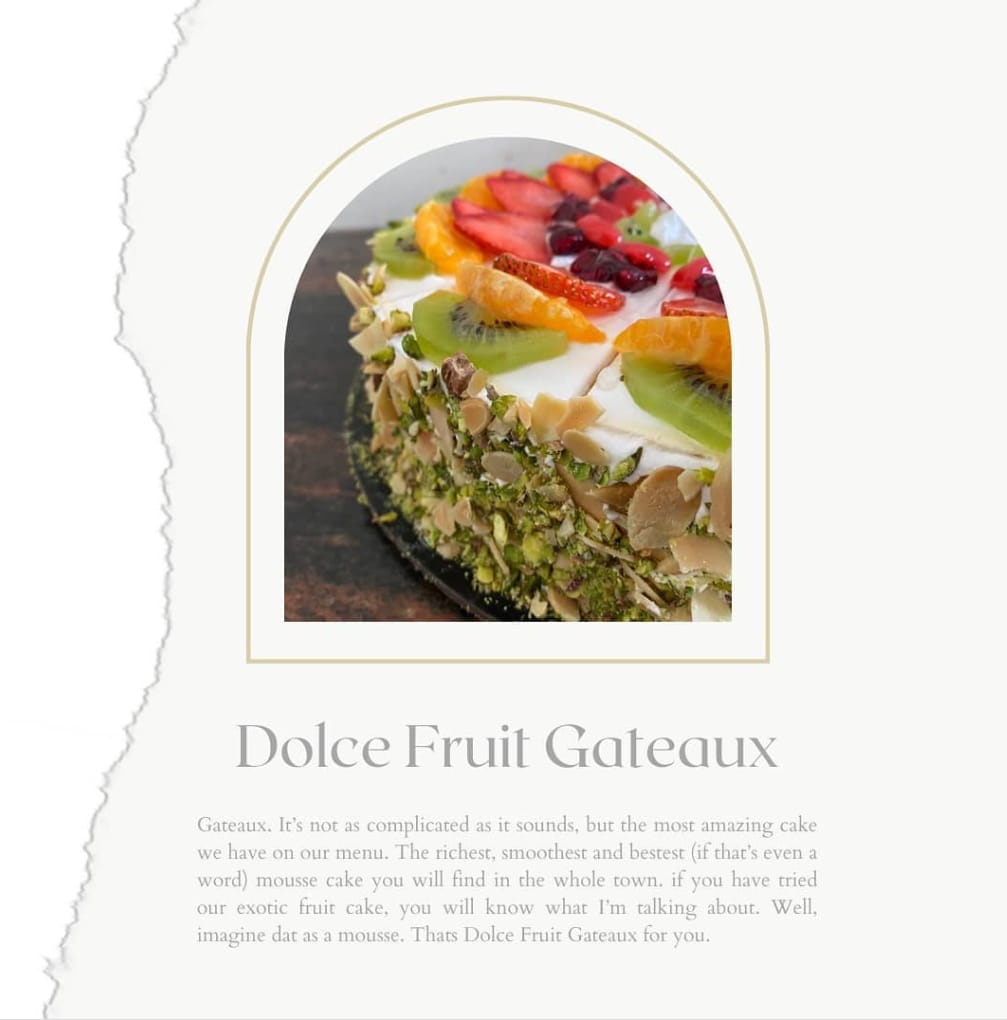 Dolce Fruit Gateaux
Gateaux. It's not as complicated as it sounds, but the most amazing cake
we have on our menu. The richest, smoothest and bestest (if that's even a
word) mousse cake you will find in the whole town. if you have tried
our exotic fruit cake, you will know what I'm talking about. Well,
imagine dat as a mousse. Thats Dolce Fruit Gateaux for you.